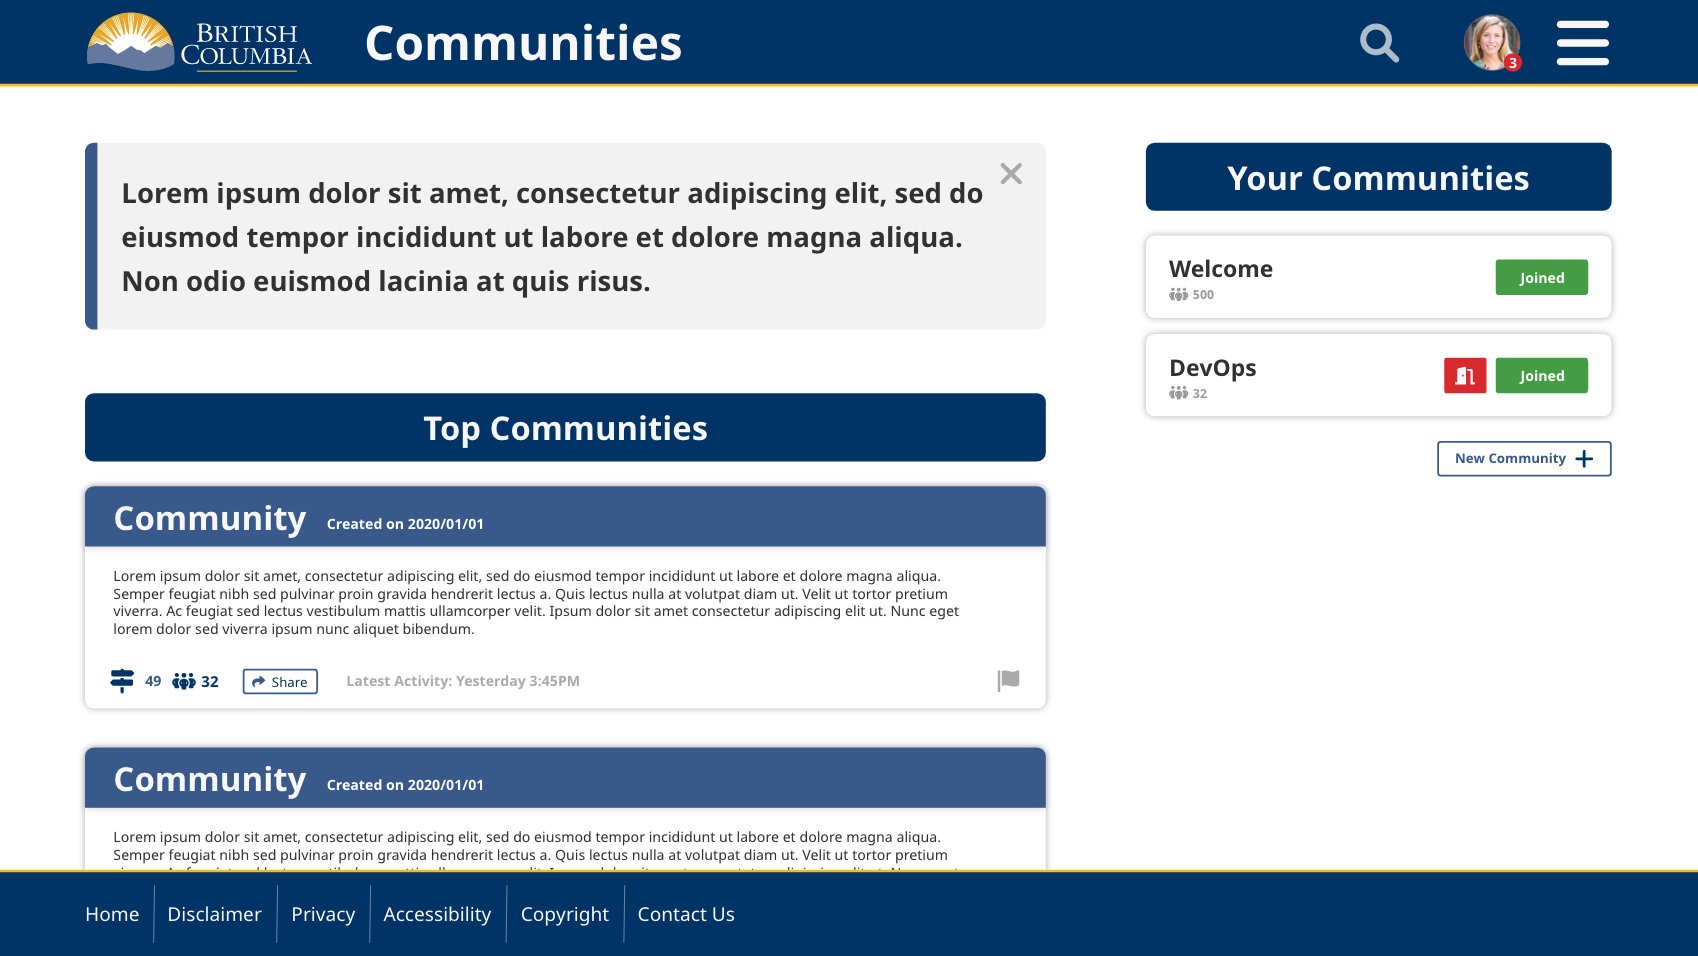 British
Columbia
Communities
3
Lorem ipsum dolor sit amet, consectetur adipiscing elit, sed do
eiusmod tempor incididunt ut labore et dolore magna aliqua.
Non odio euismod lacinia at quis risus.
Top Communities
Community Created on 2020/01/01
Lorem ipsum dolor sit amet, consectetur adipiscing elit, sed do eiusmod tempor incididunt ut labore et dolore magna aliqua.
Semper feugiat nibh sed pulvinar proin gravida hendrerit lectus a. Quis lectus nulla at volutpat diam ut. Velit ut tortor pretium
viverra. Ac feugiat sed lectus vestibulum mattis ullamcorper velit. Ipsum dolor sit amet consectetur adipiscing elit ut. Nunc eget
lorem dolor sed viverra ipsum nunc aliquet bibendum.
49 32 Share Latest Activity: Yesterday 3:45PM
Community Created on 2020/01/01
Lorem ipsum dolor sit amet, consectetur adipiscing elit, sed do eiusmod tempor incididunt ut labore et dolore magna aliqua.
Semper feugiat nibh sed pulvinar proin gravida hendrerit lectus a. Quis lectus nulla at volutpat diam ut. Velit ut tortor pretium
Your Communities
Welcome
500
Joined
DevOps
32
Joined
New Community
Home Disclaimer Privacy Accessibility Copyright Contact Us